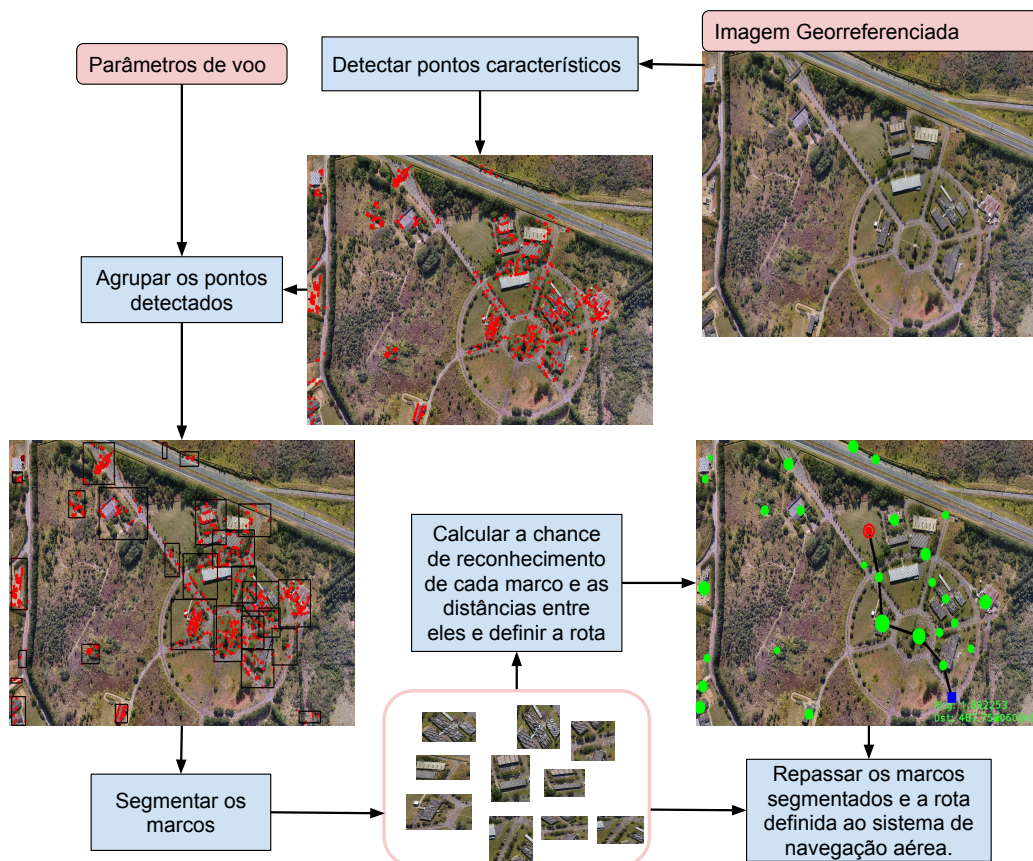 Imagem Georreferenciada
Parâmetros de voo
Detectar pontos característicos
Agrupar os pontos
detectados
Calcular a chance
de reconhecimento
de cada marco e as
distâncias entre
eles e definir a rota
Segmentar os
marcos
Repassar os marcos
segmentados e a rota
definida ao sistema de
navegação aérea.